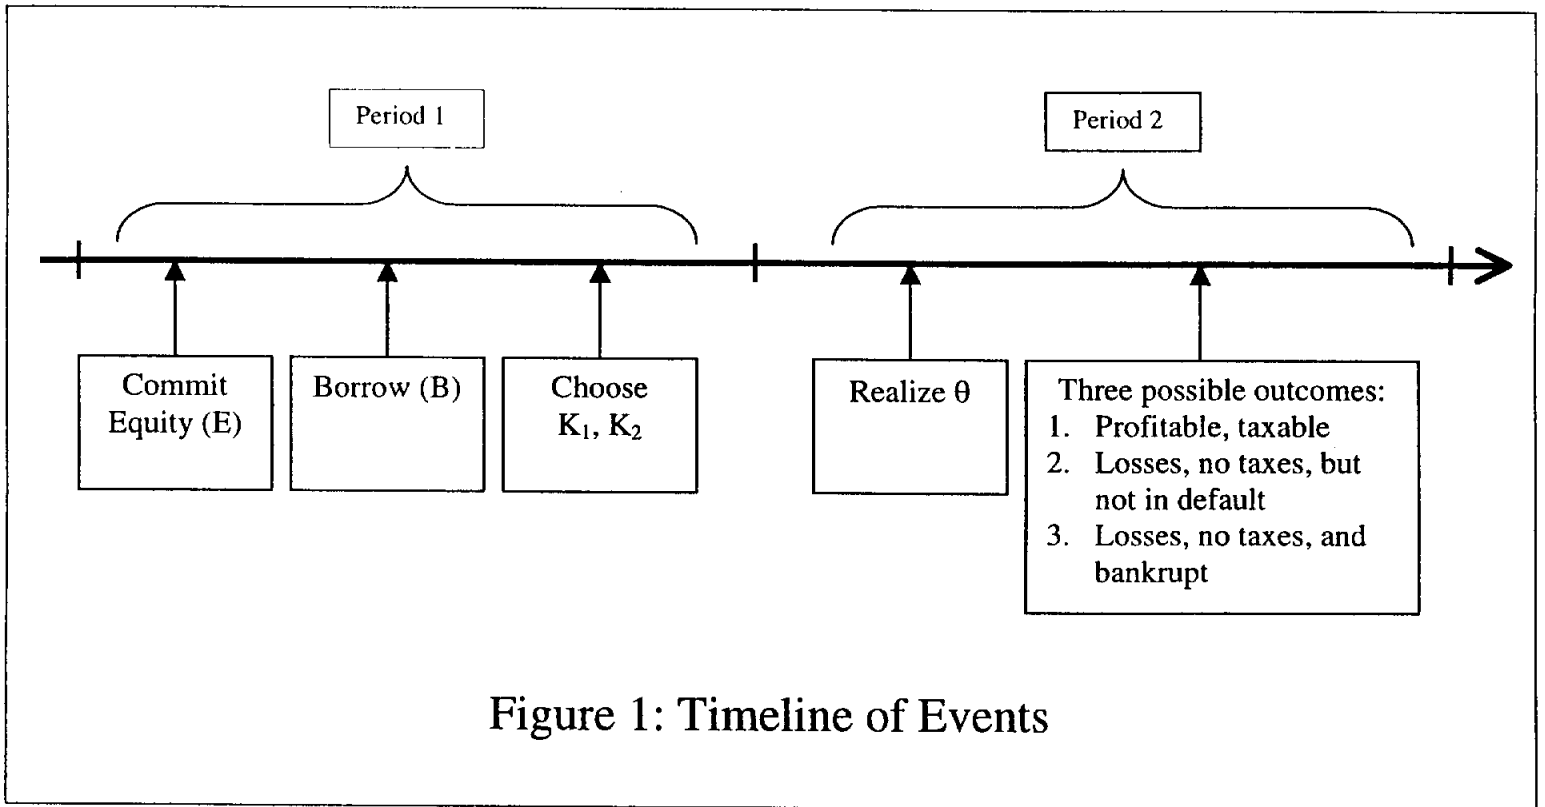 Period 1
Period 2
Commit
Equity (E)
Borrow (B)
Choose
K₁, K₂
Realize θ
Three possible outcomes:
1. Profitable, taxable
2. Losses, no taxes, but
not in default
3. Losses, no taxes, and
bankrupt
Figure 1: Timeline of Events